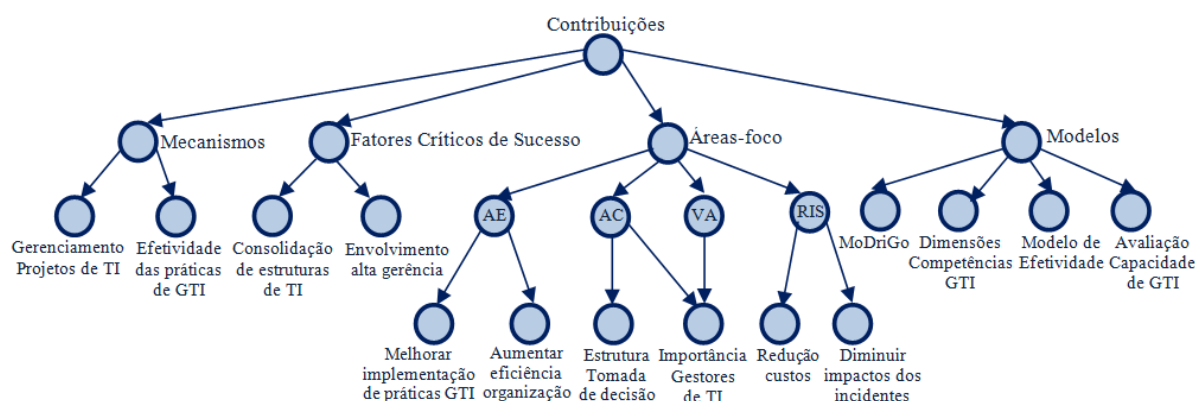 Contribuições
Mecanismos
Fatores Críticos de Sucesso
Áreas-foco
Modelos
Gerenciamento
Projetos de TI
Efetividade
das práticas
de GTI
Consolidação
de estruturas
de TI
Envolvimento
alta gerência
AE
AC
VA
RIS
MoDriGo
Dimensões
Competências
GTI
Modelo de
Efetividade
Avaliação
Capacidade
de GTI
Melhorar
implementação
de práticas GTI
Aumentar
eficiência
organização
Estrutura
Tomada
de decisão
Importância
Gestores
de TI
Redução
custos
Diminuir
impactos dos
incidentes